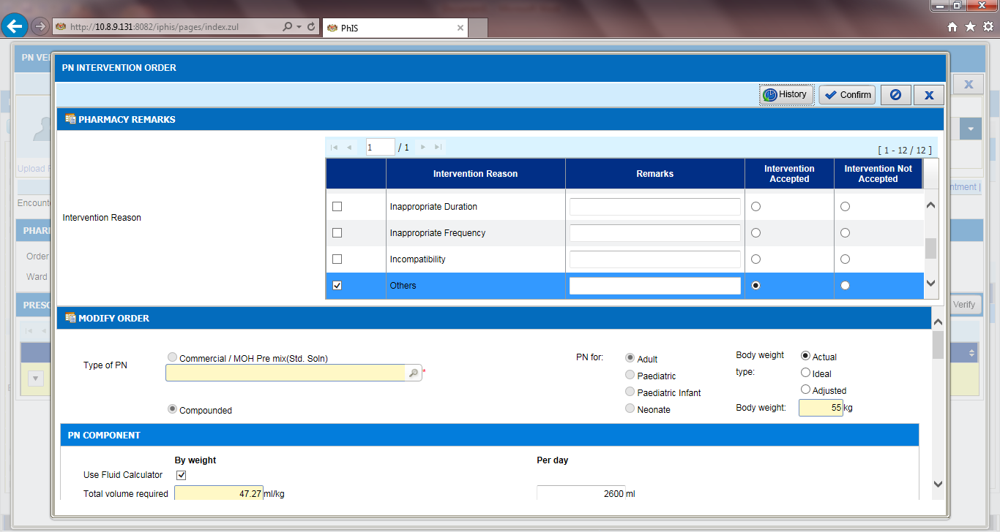 http://10.8.9.131:8082/iphis/pages/index.zul
PhIS
PN VE
PN INTERVENTION ORDER
X
History
Confirm
X
PHARMACY REMARKS
Upload
1 / 1
[ 1 - 12 / 12 ]
Intervention Reason Remarks Intervention Accepted Intervention Not Accepted
ntment |
Encount
Inappropriate Duration
Intervention Reason
PHAR
Inappropriate Frequency
Order
Incompatibility
Ward
Others
PRESC
Verify
MODIFY ORDER
Type of PN
Commercial / MOH Pre mix(Std. Soln)
*
Compounded
PN for:
Adult
Paediatric
Paediatric Infant
Neonate
Body weight type:
Actual
Ideal
Adjusted
Body weight: 55 kg
PN COMPONENT
By weight Per day
Use Fluid Calculator
Total volume required 47.27 ml/kg 2600 ml